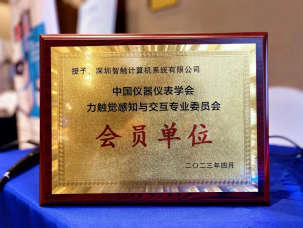 授予：深圳智触计算机系统有限公司
中国仪器仪表学会
力触觉感知与交互专业委员会
会员单位
二〇二三年四月